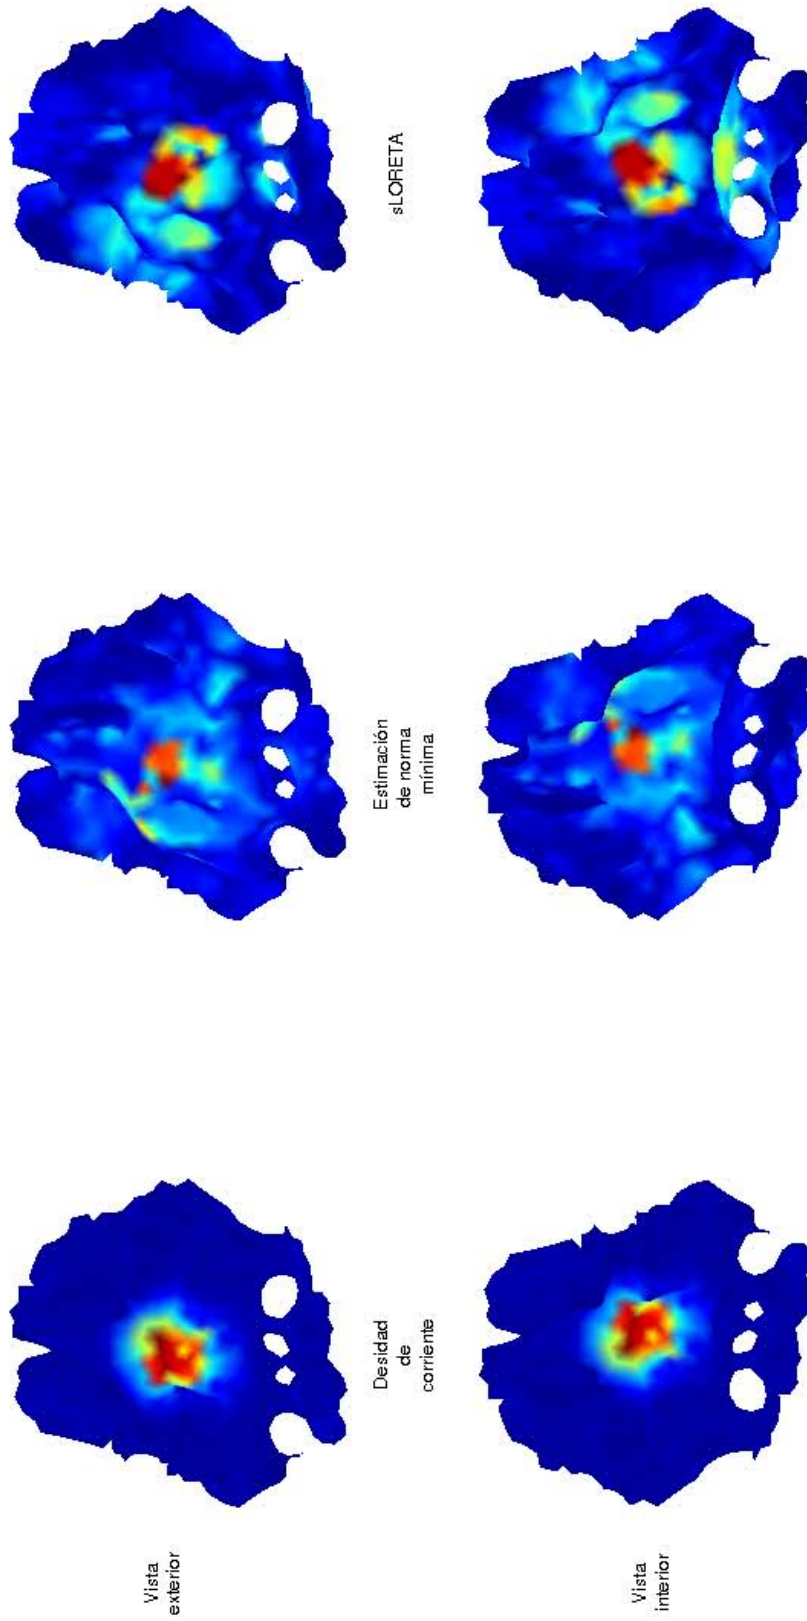 sLORETA
Estimación
de norma
mínima
Desidad
de
corriente
Vista
exterior
Vista
interior